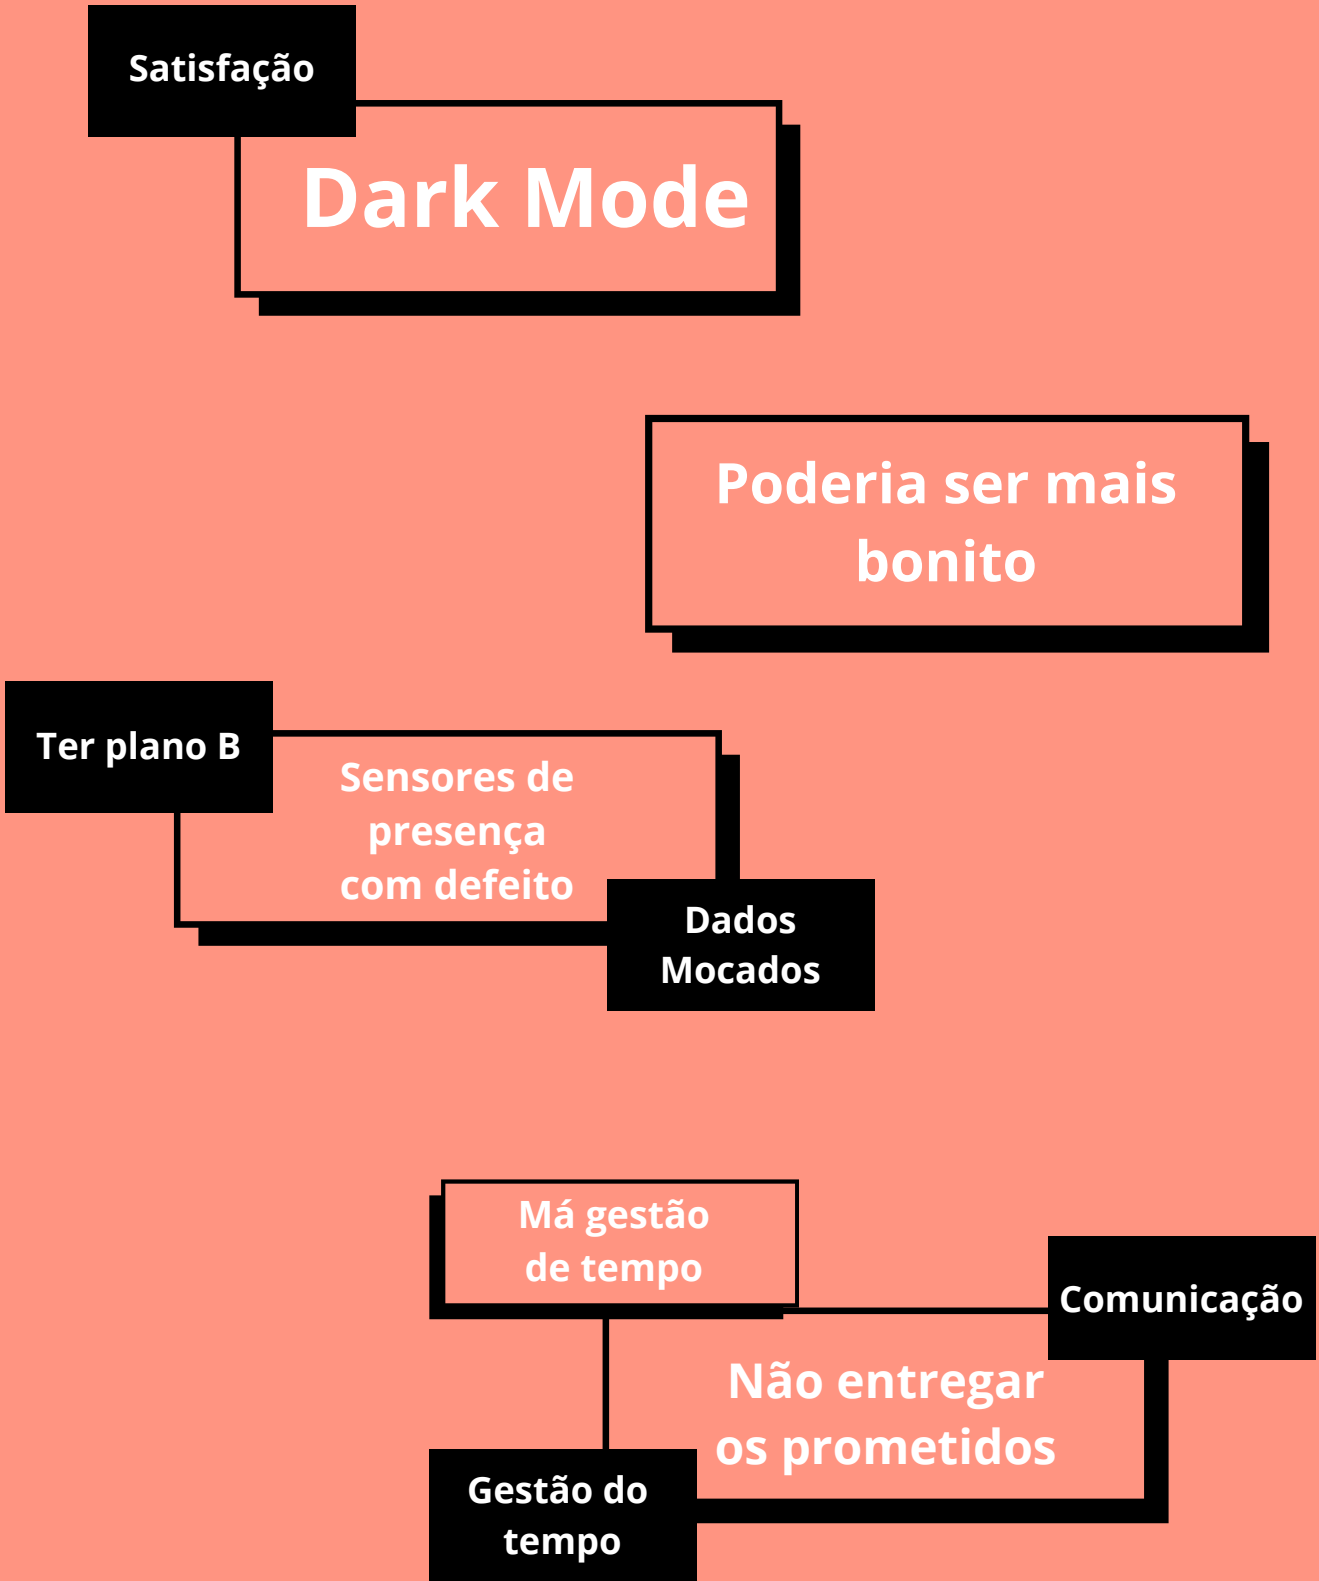 Satisfação
Dark Mode
Poderia ser mais
bonito
Ter plano B
Sensores de
presença
com defeito
Dados
Mocados
Má gestão
de tempo
Comunicação
Não entregar
os prometidos
Gestão do
tempo